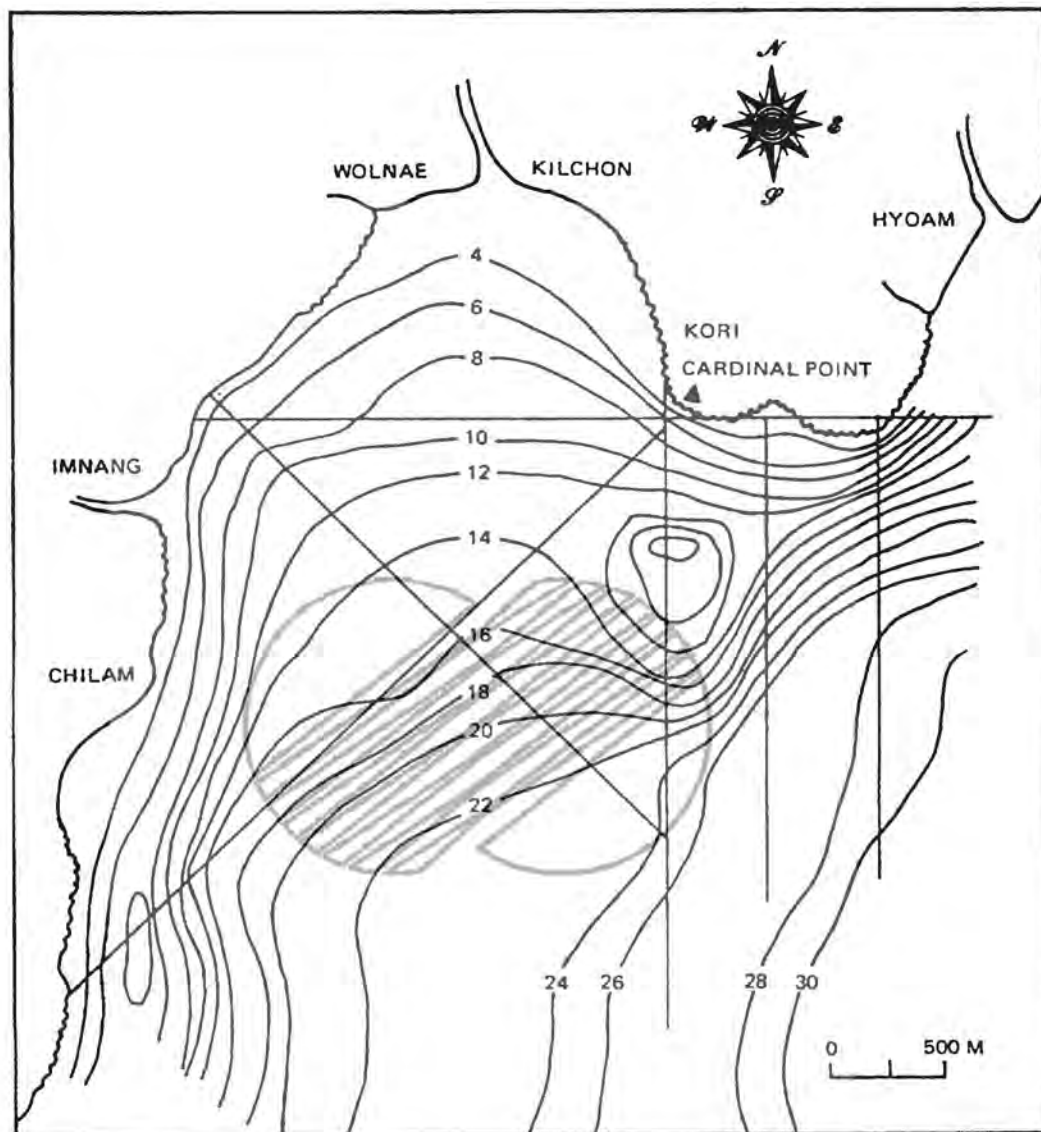 N
W E
S
WOLNAE KILCHON
HYOAM
4
6
KORI
8
CARDINAL POINT
10
IMNANG
12
14
16
CHILAM
18
20
22
24 26 28 30
0 500 M